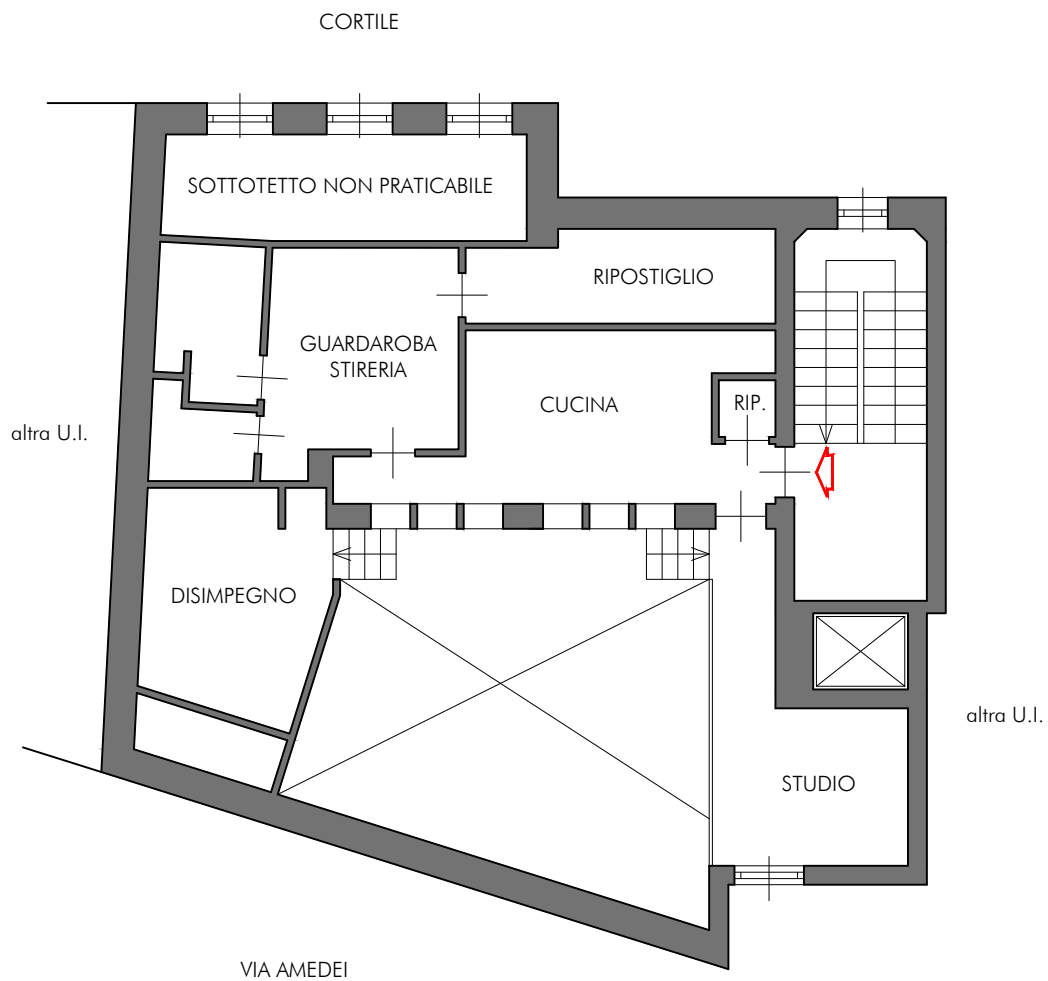 CORTILE
SOTTOTETTO NON PRATICABILE
RIPOSTIGLIO
GUARDAROBA
STIRERIA
CUCINA
RIP.
altra U.I.
DISIMPEGNO
altra U.I.
STUDIO
VIA AMEDEI